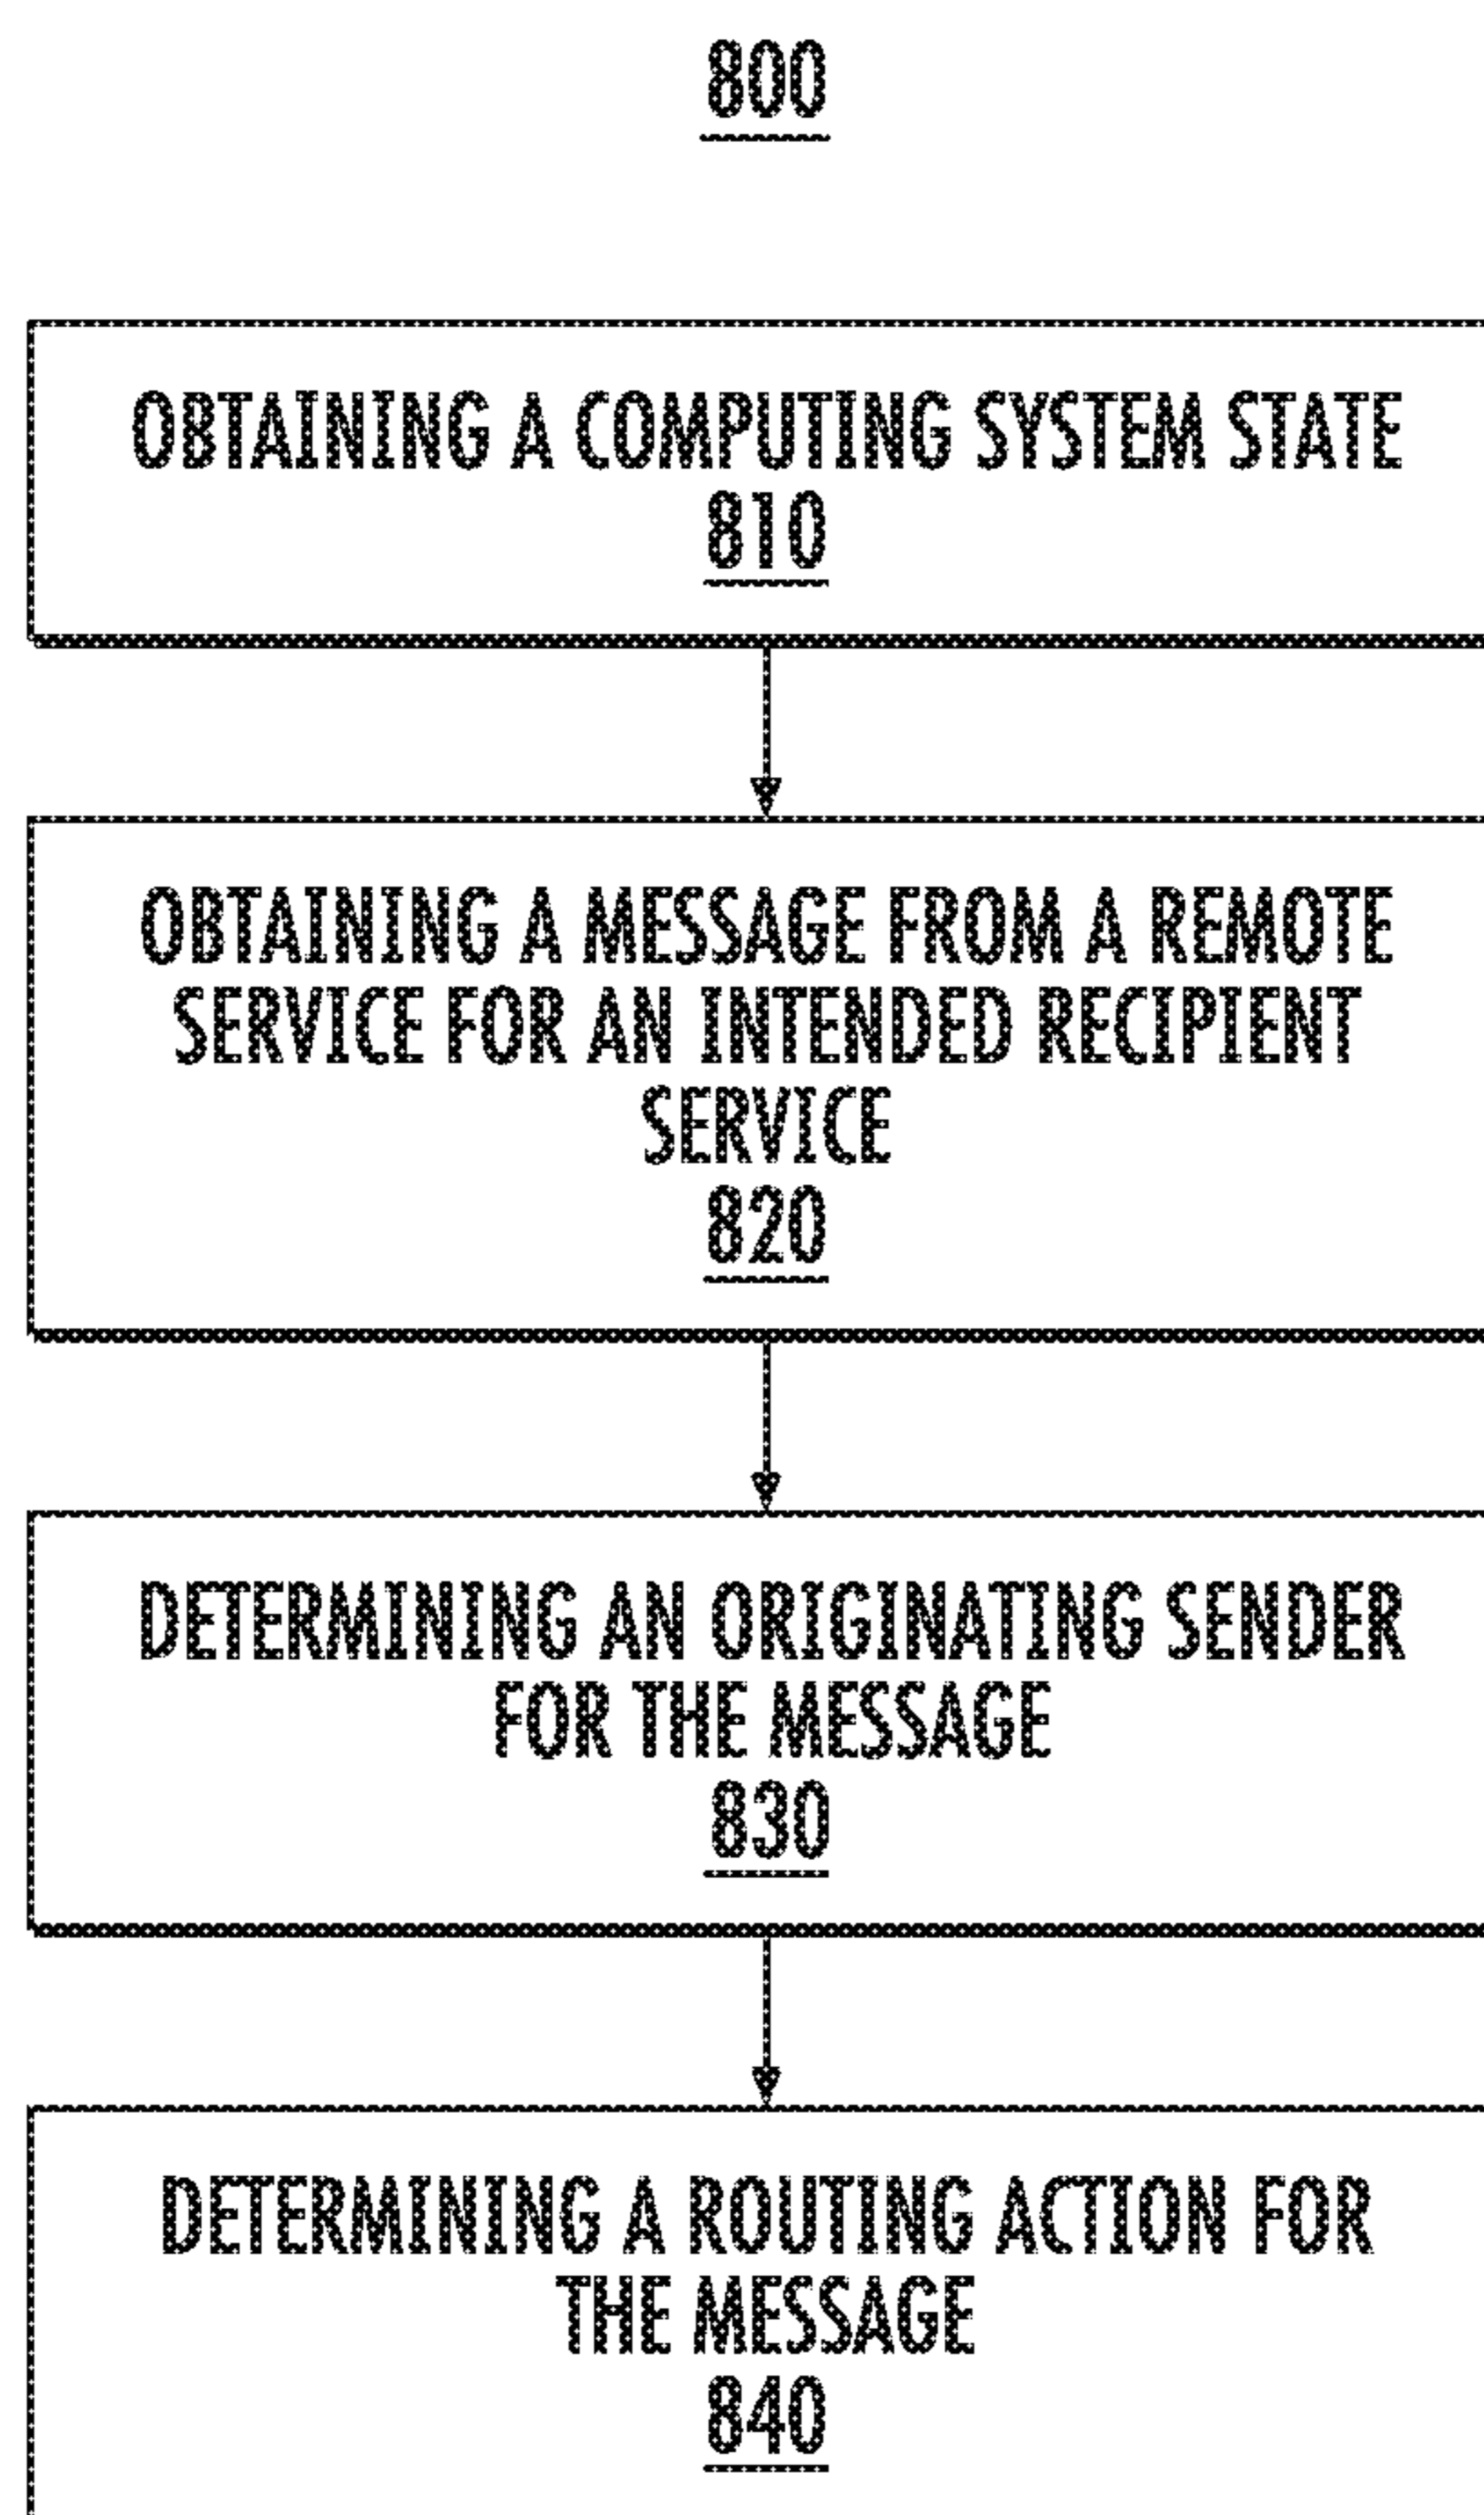 800
OBTAINING A COMPUTING SYSTEM STATE
810
OBTAINING A MESSAGE FROM A REMOTE
SERVICE FOR AN INTENDED RECIPIENT
SERVICE
820
DETERMINING AN ORIGINATING SENDER
FOR THE MESSAGE
830
DETERMINING A ROUTING ACTION FOR
THE MESSAGE
840